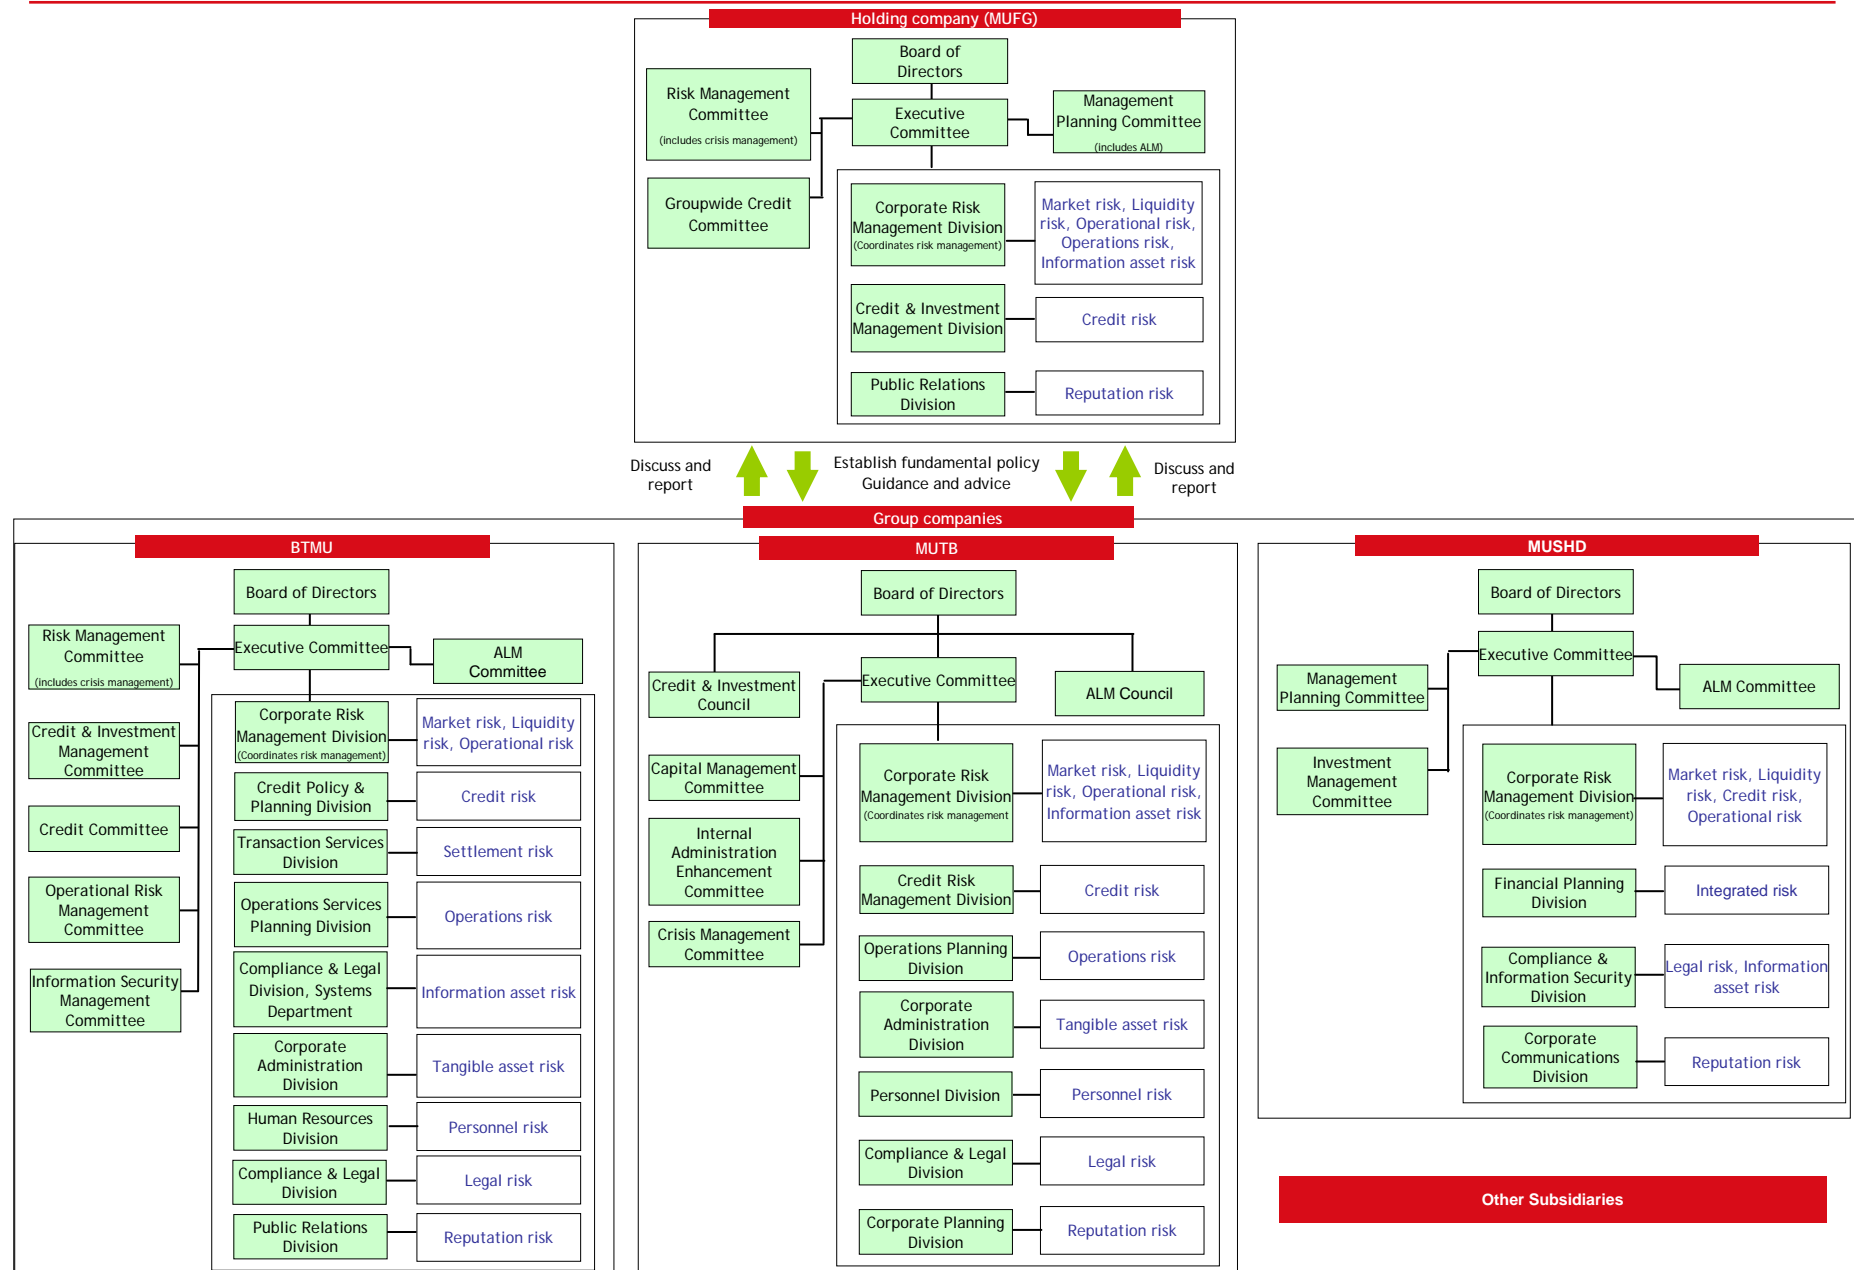 Holding company (MUFG)
Board of
Directors
Risk Management
Committee
(includes crisis management)
Executive
Committee
Management
Planning Committee
(includes ALM)
Groupwide Credit
Committee
Corporate Risk
Management Division
(Coordinates risk management)
Market risk, Liquidity
risk, Operational risk,
Operations risk,
Information asset risk
Credit & Investment
Management Division
Credit risk
Public Relations
Division
Reputation risk
Discuss and
report
Establish fundamental policy
Guidance and advice
Discuss and
report
Group companies
BTMU
Board of Directors
Risk Management
Committee
(includes crisis management)
Executive Committee
ALM
Committee
Credit & Investment
Management
Committee
Credit Committee
Operational Risk
Management
Committee
Information Security
Management
Committee
Corporate Risk
Management Division
(Coordinates risk management)
Market risk, Liquidity
risk, Operational risk
Credit Policy &
Planning Division
Credit risk
Transaction Services
Division
Settlement risk
Operations Services
Planning Division
Operations risk
Compliance & Legal
Division, Systems
Department
Information asset risk
Corporate
Administration
Division
Tangible asset risk
Human Resources
Division
Personnel risk
Compliance & Legal
Division
Legal risk
Public Relations
Division
Reputation risk
MUTB
Board of Directors
Credit & Investment
Council
Executive Committee
ALM Council
Capital Management
Committee
Internal
Administration
Enhancement
Committee
Crisis Management
Committee
Corporate Risk
Management Division
(Coordinates risk management
Market risk, Liquidity
risk, Operational risk,
Information asset risk
Credit Risk
Management Division
Credit risk
Operations Planning
Division
Operations risk
Corporate
Administration
Division
Tangible asset risk
Personnel Division
Personnel risk
Compliance & Legal
Division
Legal risk
Corporate Planning
Division
Reputation risk
MUSHD
Board of Directors
Executive Committee
Management
Planning Committee
ALM Committee
Investment
Management
Committee
Corporate Risk
Management Division
(Coordinates risk management)
Market risk, Liquidity
risk, Credit risk,
Operational risk
Financial Planning
Division
Integrated risk
Compliance &
Information Security
Division
Legal risk, Information
asset risk
Corporate
Communications
Division
Reputation risk
Other Subsidiaries